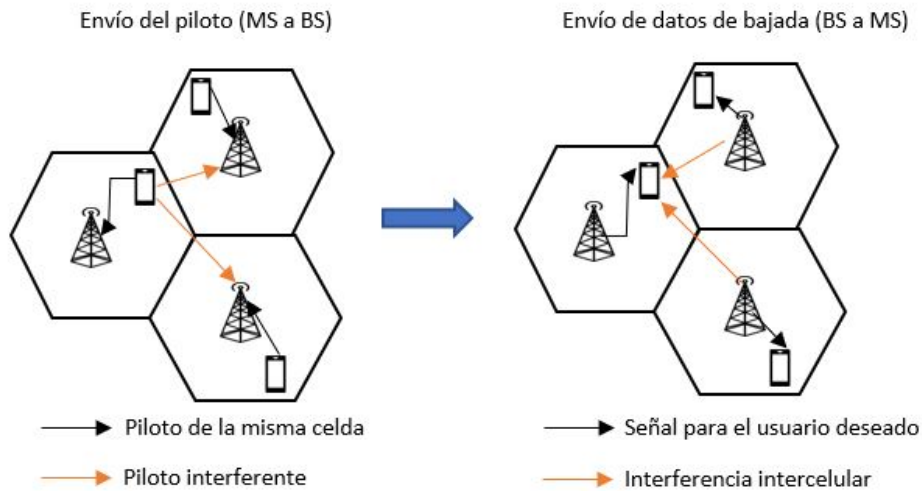 Envío del piloto (MS a BS)
Envío de datos de bajada (BS a MS)
Piloto de la misma celda
Señal para el usuario deseado
Piloto interferente
Interferencia intercelular